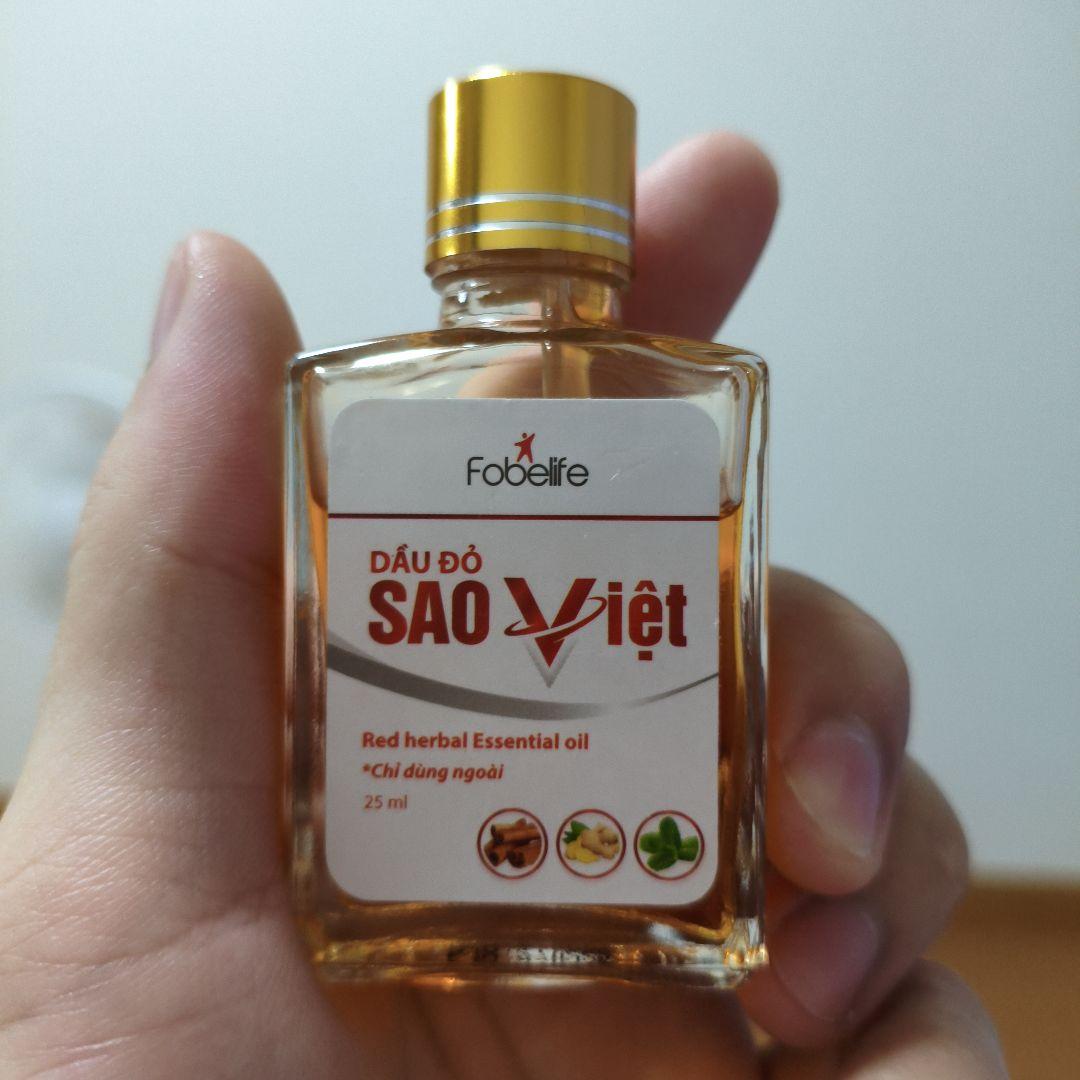 Fobelife
DẦU ĐỎ
SAO Việt
Red herbal Essential oil
*Chỉ dùng ngoài
25 ml